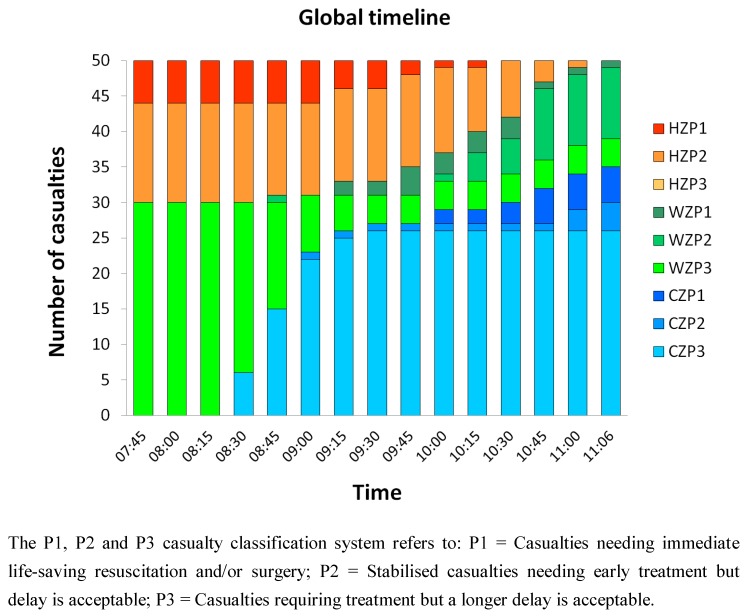 Global timeline
Number of casualties
50
45
40
35
30
25
20
15
10
5
0
07:45
08:00
08:15
08:30
08:45
09:00
09:15
09:30
09:45
10:00
10:15
10:30
10:45
11:00
11:06
Time
HZP1
HZP2
HZP3
WZP1
WZP2
WZP3
CZP1
CZP2
CZP3
The P1, P2 and P3 casualty classification system refers to: P1 = Casualties needing immediate
life-saving resuscitation and/or surgery; P2 = Stabilised casualties needing early treatment but
delay is acceptable; P3 = Casualties requiring treatment but a longer delay is acceptable.